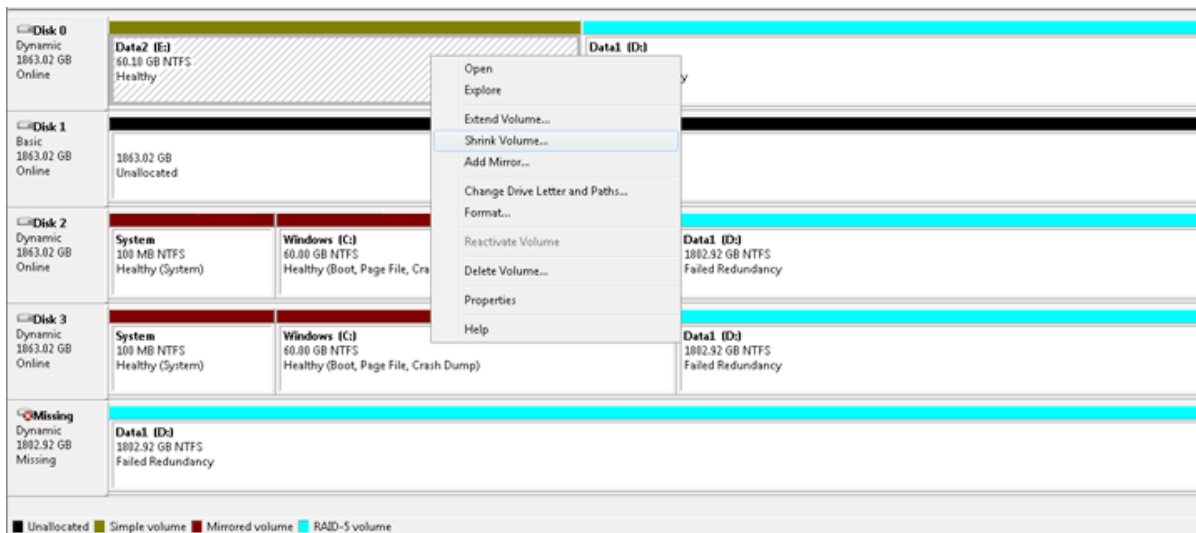 Disk 0
Dynamic
1863.02 GB
Online
Data2 (E:)
60.10 GB NTFS
Healthy
Data1 (D:)
y
Open
Explore
Extend Volume...
Shrink Volume...
Add Mirror...
Change Drive Letter and Paths...
Format...
Reactivate Volume
Delete Volume...
Properties
Help
Disk 1
Basic
1863.02 GB
Online
1863.02 GB
Unallocated
Disk 2
Dynamic
1863.02 GB
Online
System
100 MB NTFS
Healthy (System)
Windows (C:)
60.00 GB NTFS
Healthy (Boot, Page File, Cra
Data1 (D:)
1802.92 GB NTFS
Failed Redundancy
Disk 3
Dynamic
1863.02 GB
Online
System
100 MB NTFS
Healthy (System)
Windows (C:)
60.00 GB NTFS
Healthy (Boot, Page File, Crash Dump)
Data1 (D:)
1802.92 GB NTFS
Failed Redundancy
Missing
Dynamic
1802.92 GB
Missing
Data1 (D:)
1802.92 GB NTFS
Failed Redundancy
Unallocated Simple volume Mirrored volume RAID-5 volume